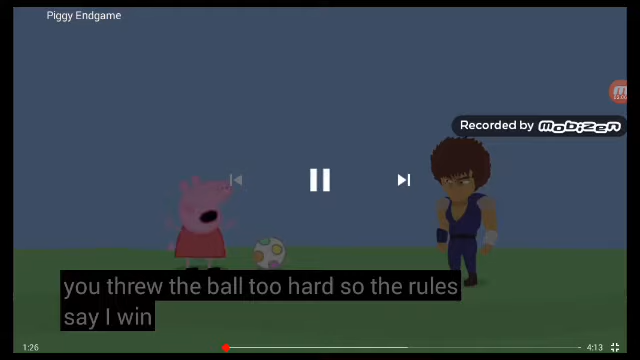 Piggy Endgame
Recorded by Mobizen
you threw the ball too hard so the rules
say I win
1:26
4:13